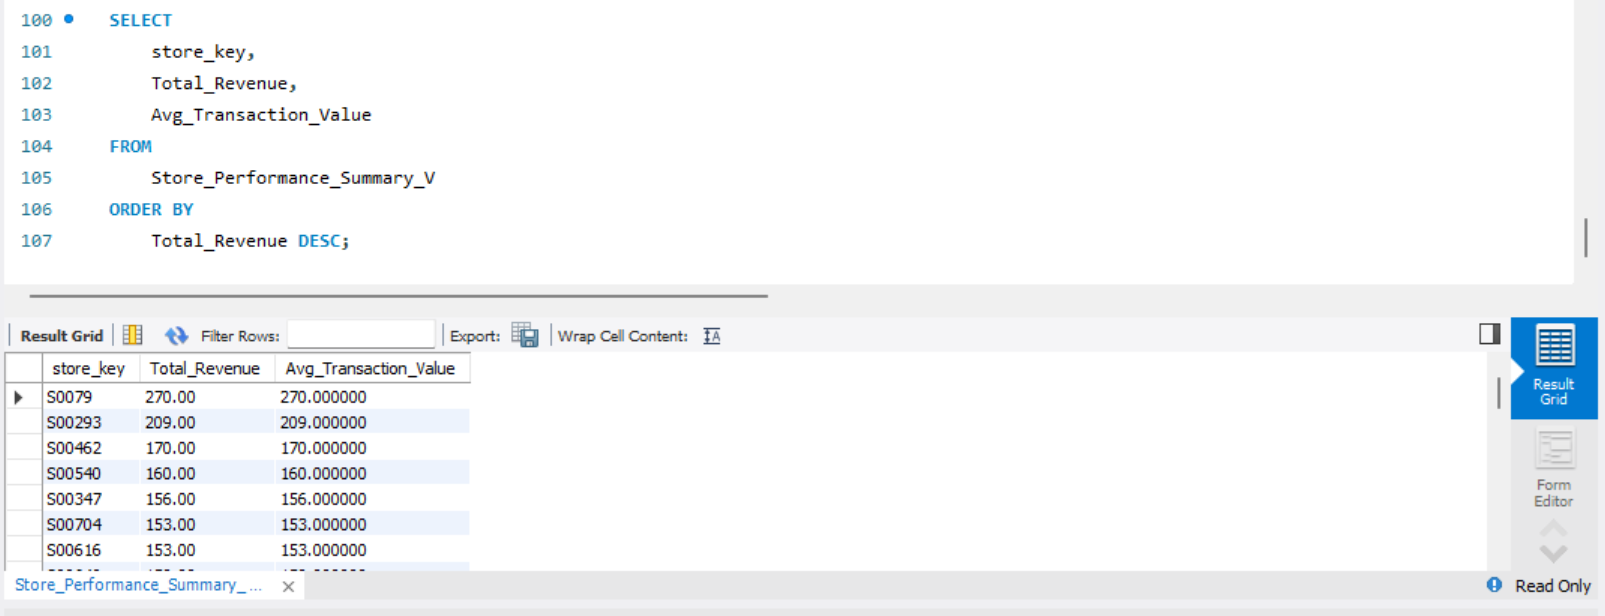 100 SELECT
101 store_key,
102 Total_Revenue,
103 Avg_Transaction_Value
104 FROM
105 Store_Performance_Summary_V
106 ORDER BY
107 Total_Revenue DESC;
Result Grid Filter Rows: Export: Wrap Cell Content: IA
store_key Total_Revenue Avg_Transaction_Value
S0079 270.00 270.000000
S00293 209.00 209.000000
S00462 170.00 170.000000
S00540 160.00 160.000000
S00347 156.00 156.000000
S00704 153.00 153.000000
S00616 153.00 153.000000
Result
Grid
Form
Editor
Store_Performance_Summary_... Read Only